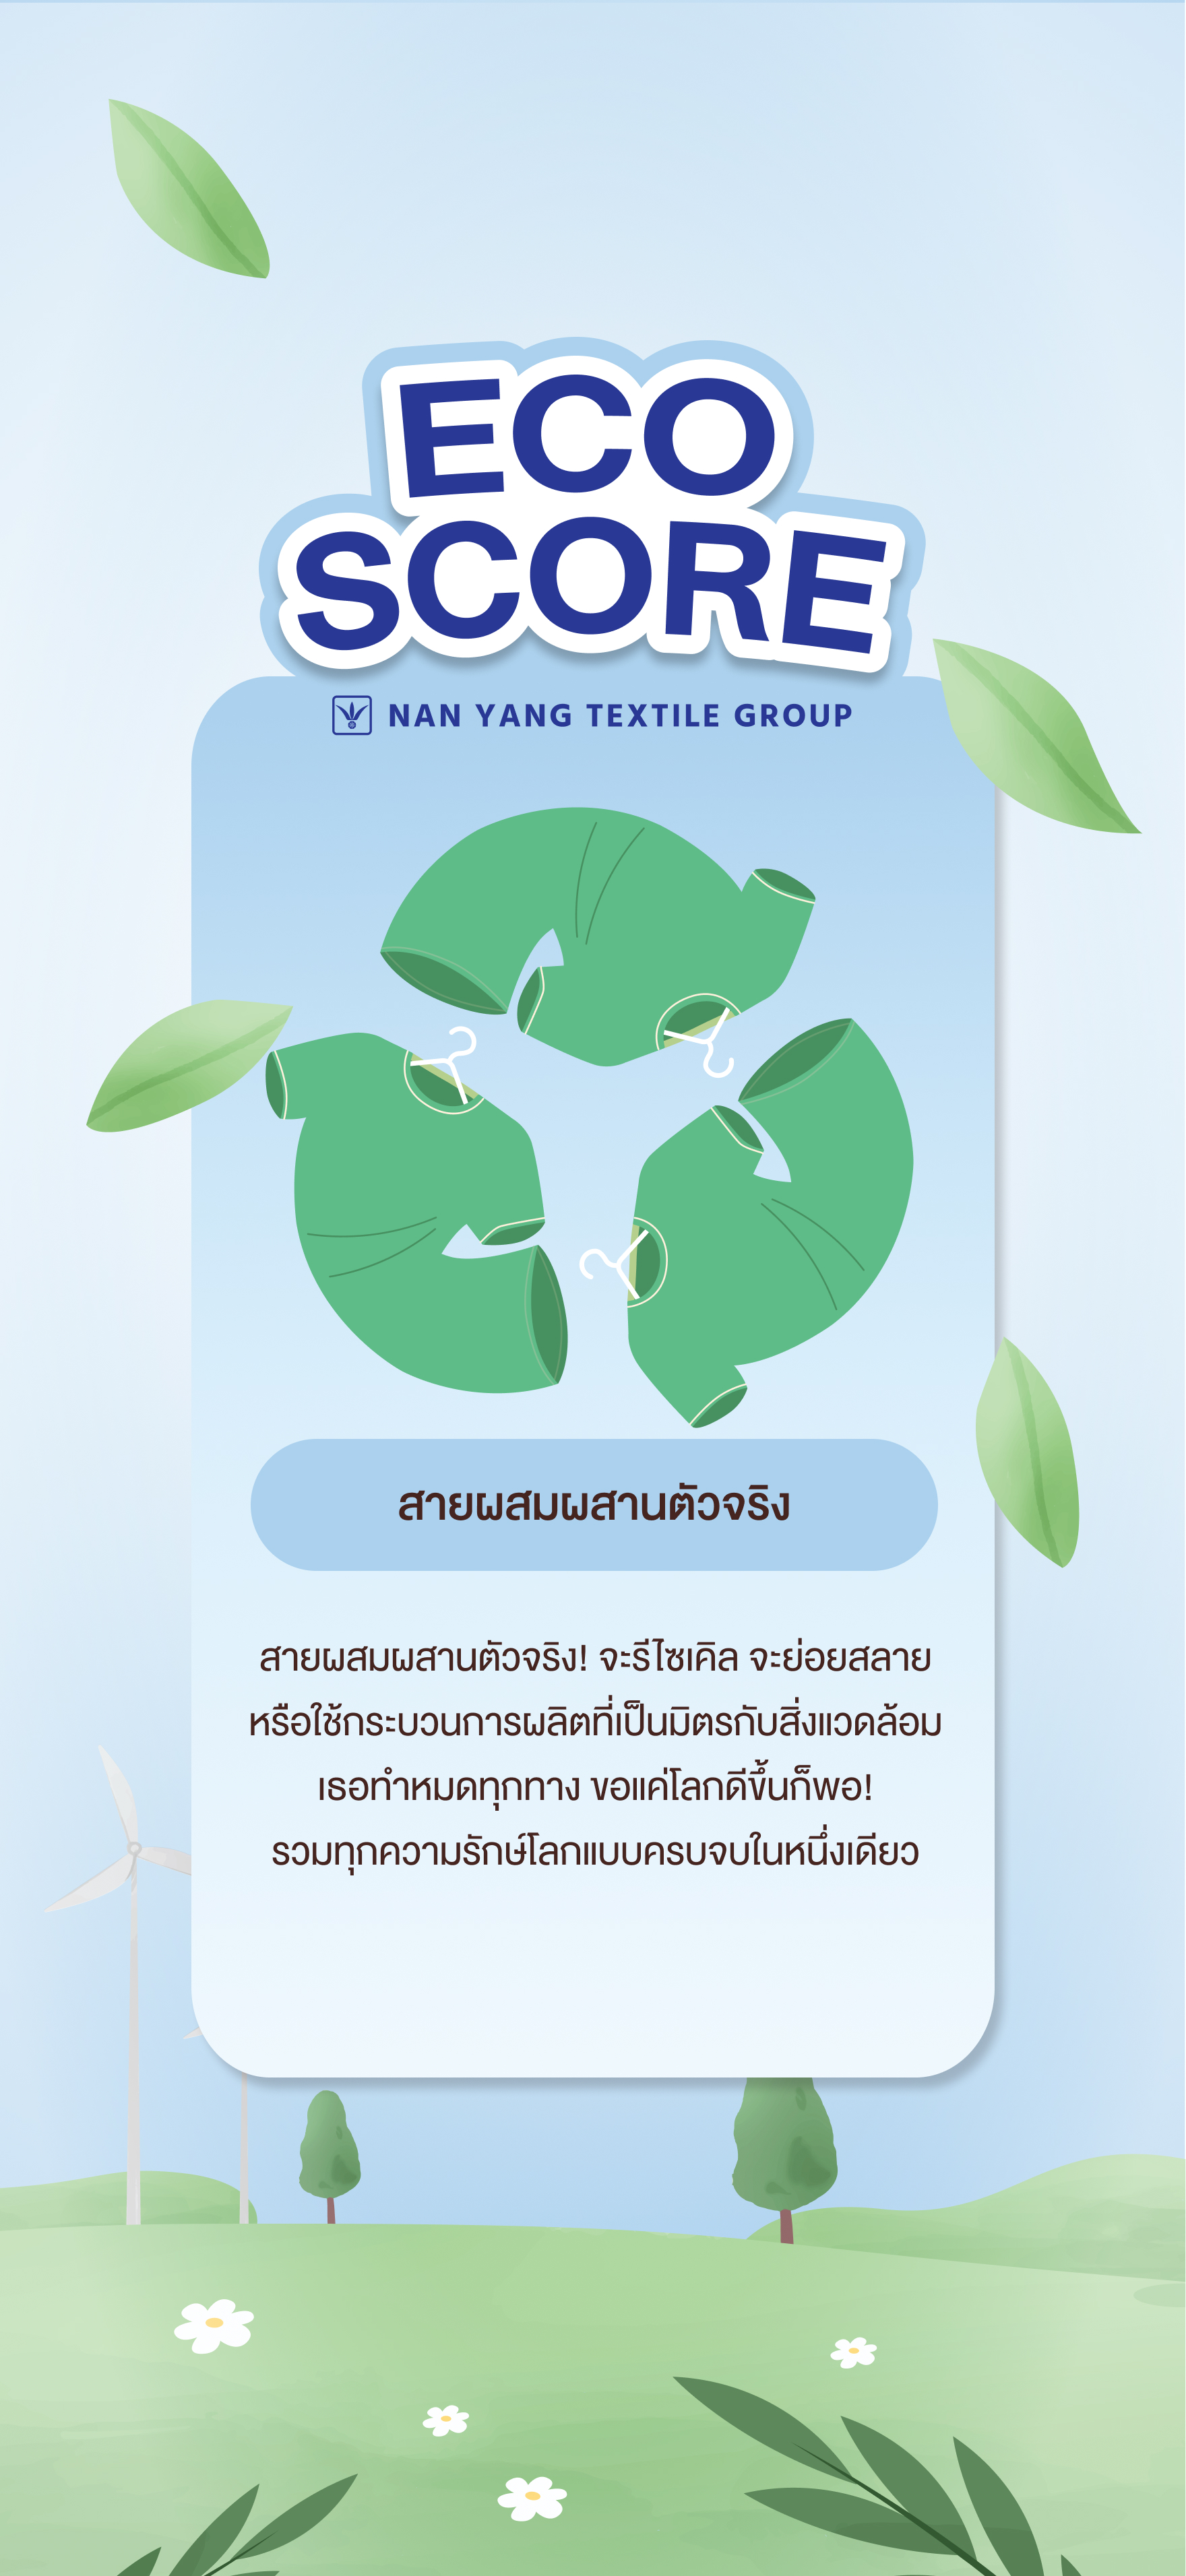 ECO
SCORE
NAN YANG TEXTILE GROUP
สายผสมผสานตัวจริง
สายผสมผสานตัวจริง! จะรีไซเคิล จะย่อยสลาย
หรือใช้กระบวนการผลิตที่เป็นมิตรกับสิ่งแวดล้อม
เธอทำหมดทุกทาง ขอแค่โลกดีขึ้นก็พอ!
รวมทุกความรักษ์โลกแบบครบจบในหนึ่งเดียว